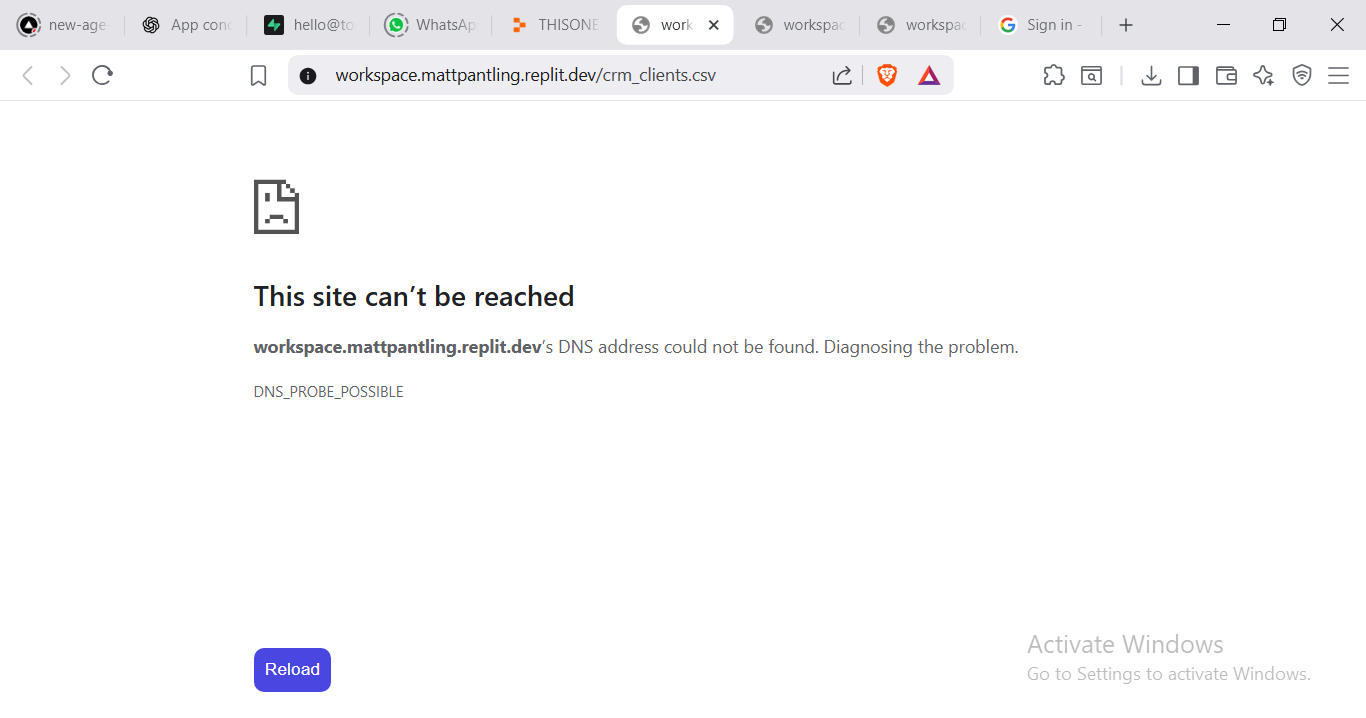 new-age
App con
hello@to
WhatsAp
THISONE
work
workspac
workspac
Sign in -
workspace.mattpantling.replit.dev/crm_clients.csv
This site can’t be reached
workspace.mattpantling.replit.dev’s DNS address could not be found. Diagnosing the problem.
DNS_PROBE_POSSIBLE
Reload
Activate Windows
Go to Settings to activate Windows.